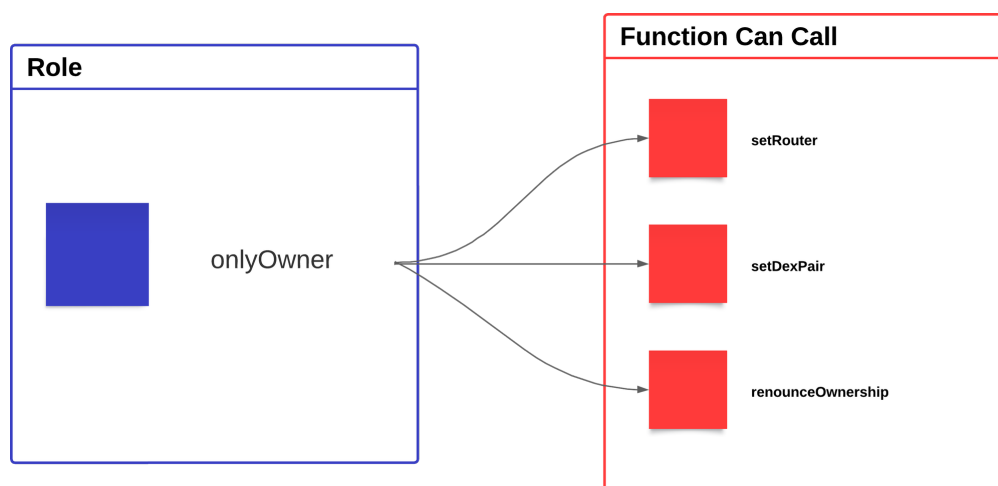 Role
onlyOwner
Function Can Call
setRouter
setDexPair
renounceOwnership